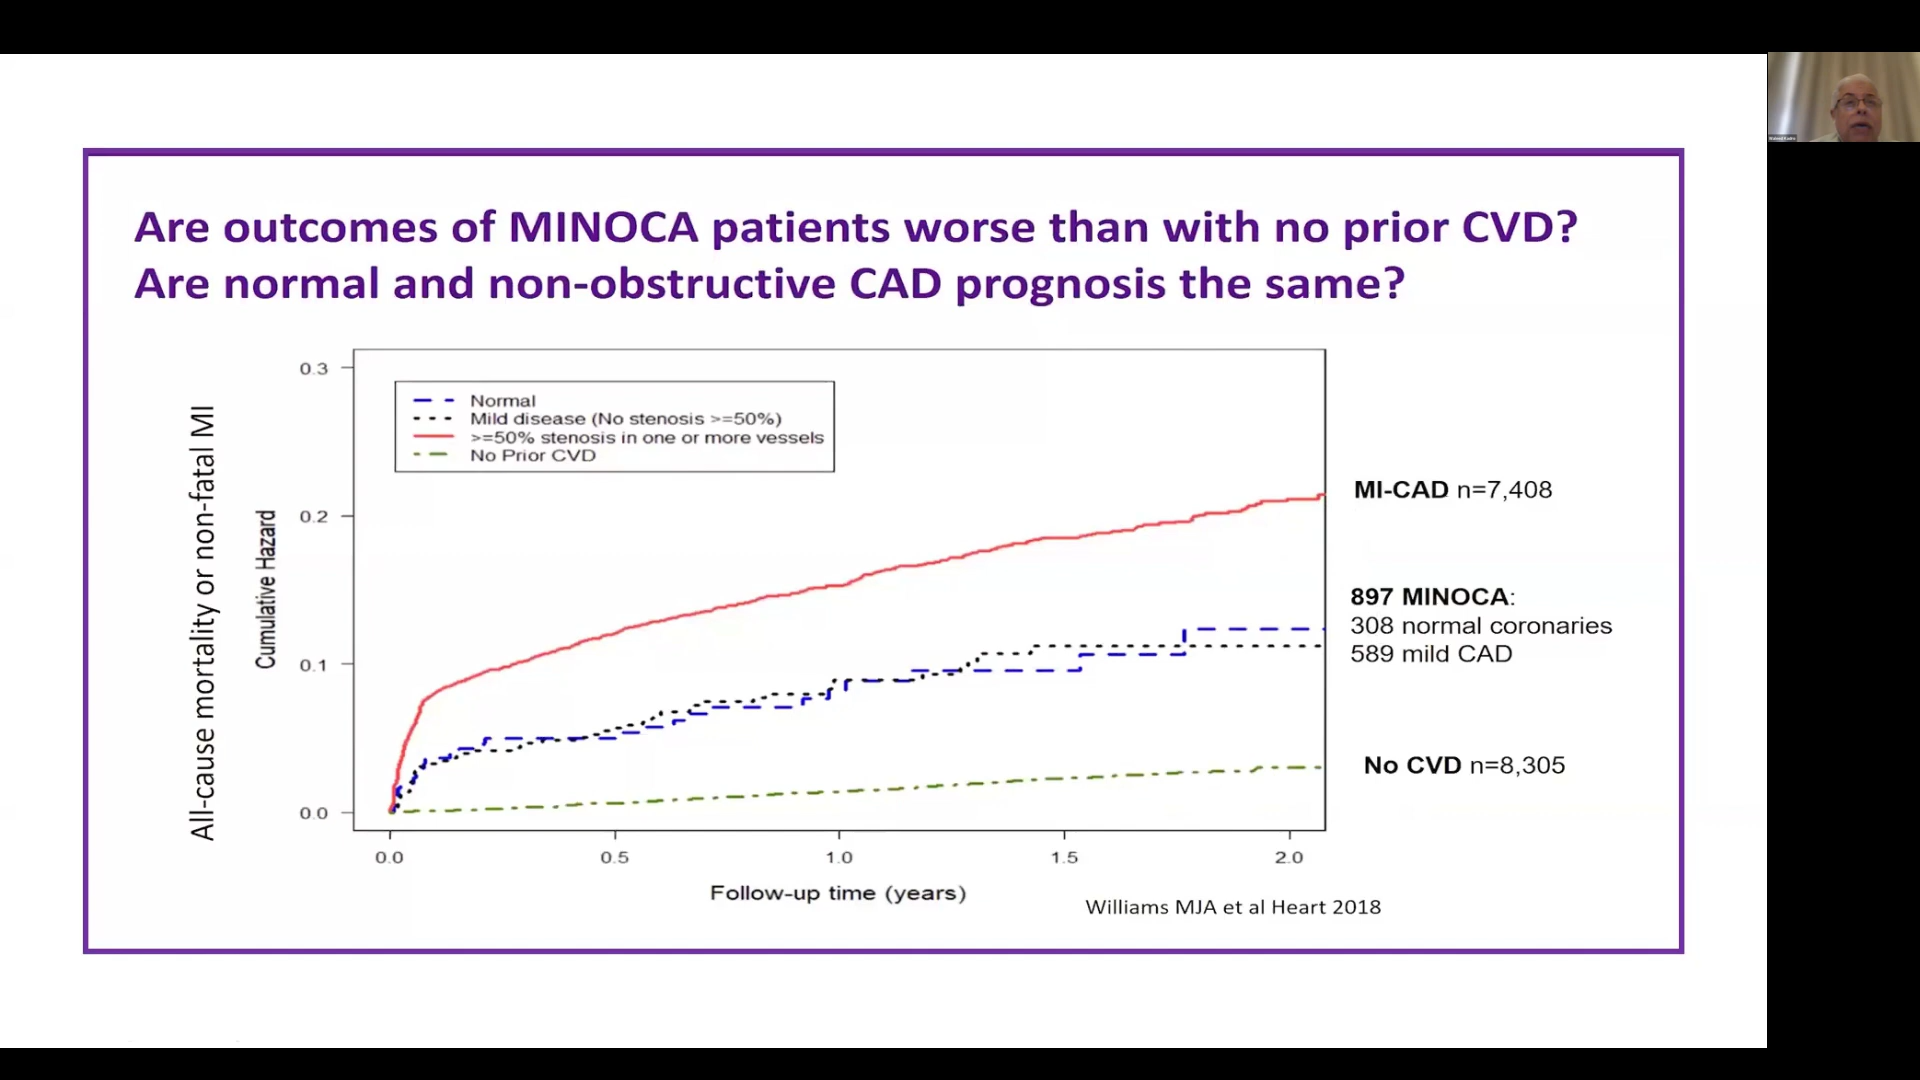 Are outcomes of MINOCA patients worse than with no prior CVD?
Are normal and non-obstructive CAD prognosis the same?
All-cause mortality or non-fatal MI
Cumulative Hazard
0.3
0.2
0.1
0.0
Normal
Mild disease (No stenosis >=50%)
>=50% stenosis in one or more vessels
No Prior CVD
MI-CAD n=7,408
897 MINOCA:
308 normal coronaries
589 mild CAD
No CVD n=8,305
0.0 0.5 1.0 1.5 2.0
Follow-up time (years)
Williams MJA et al Heart 2018